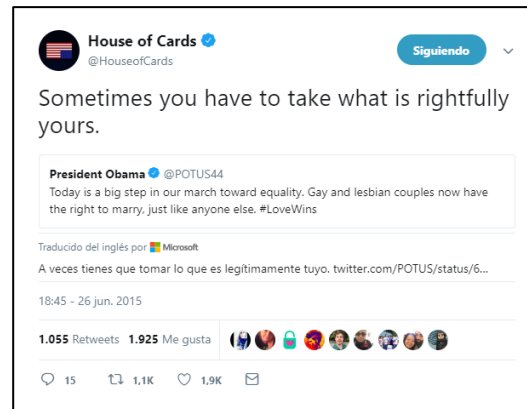 House of Cards
@HouseofCards
Siguiendo
Sometimes you have to take what is rightfully
yours.
President Obama @POTUS44
Today is a big step in our march toward equality. Gay and lesbian couples now have
the right to marry, just like anyone else. #LoveWins
Traducido del inglés por Microsoft
A veces tienes que tomar lo que es legítimamente tuyo. twitter.com/POTUS/status/6...
18:45 - 26 jun. 2015
1.055 Retweets 1.925 Me gusta
15 1,1K 1,9K